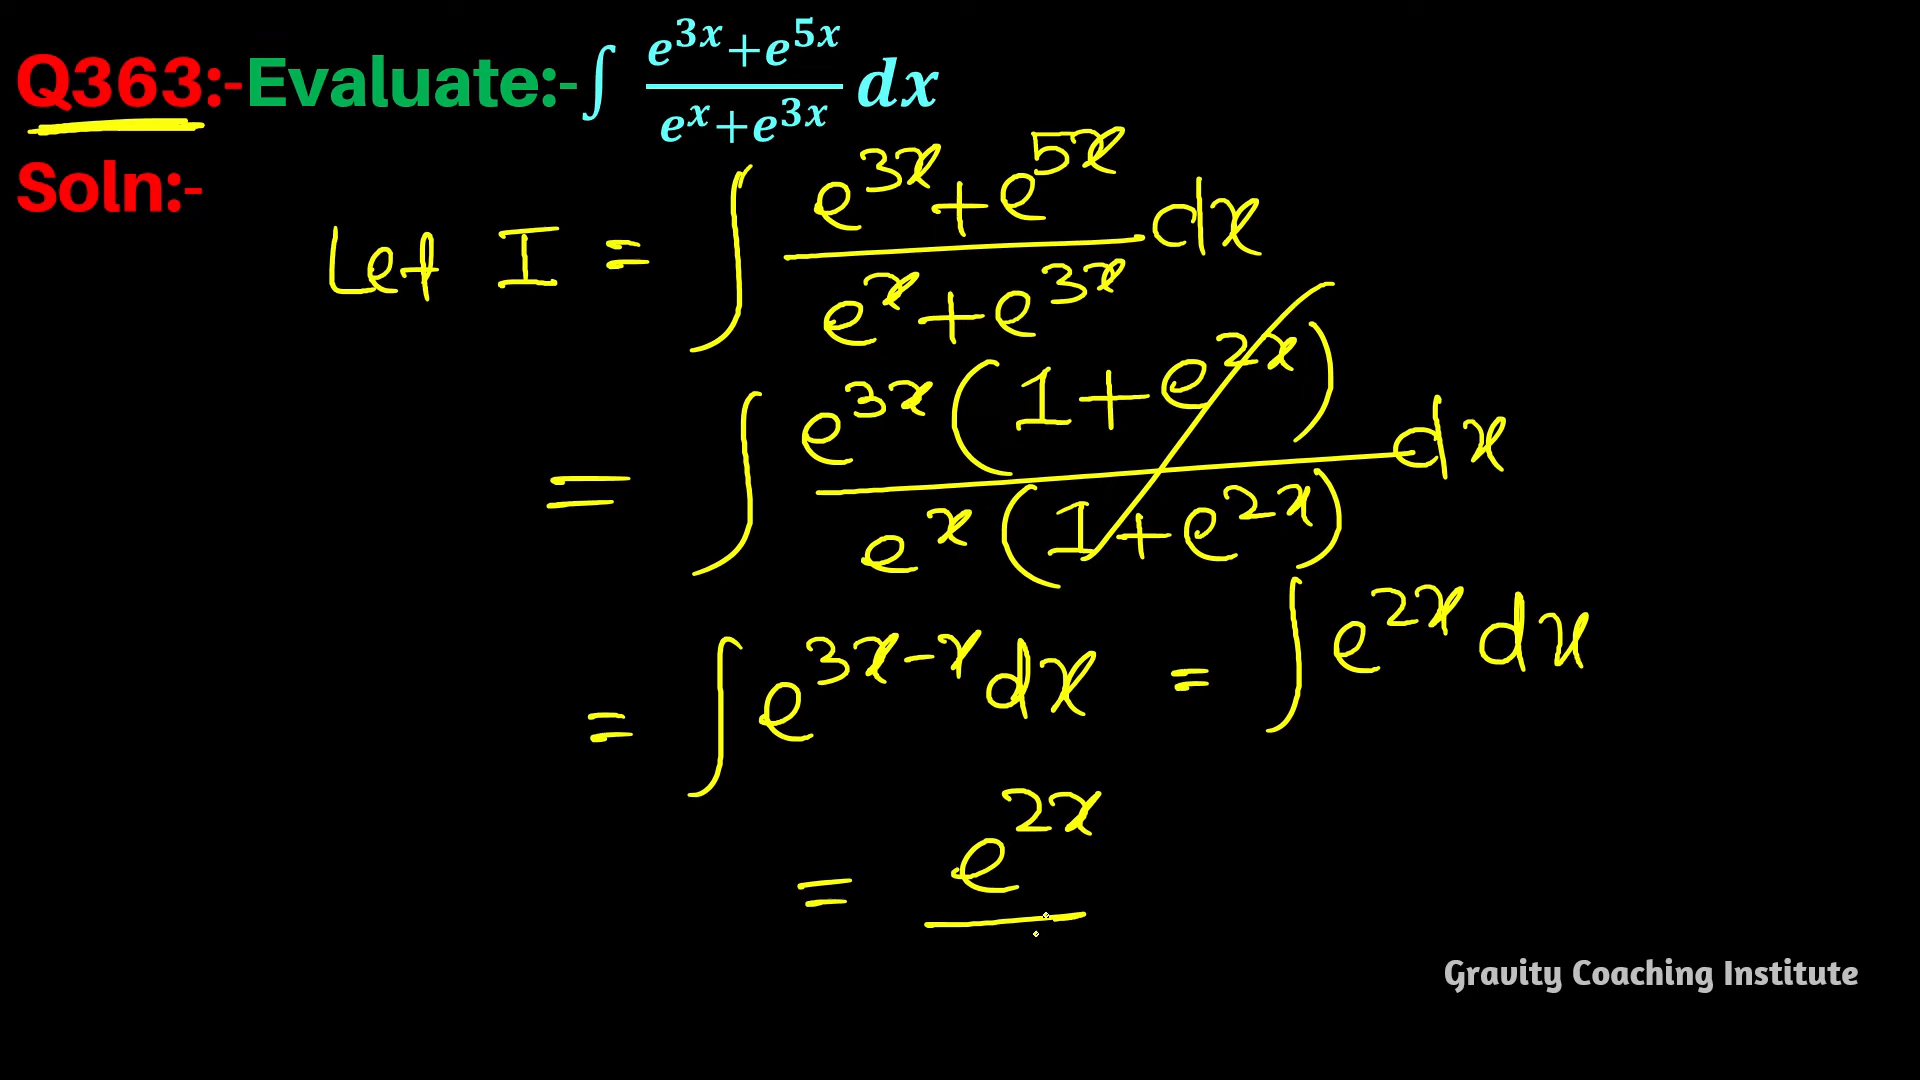 Q363:-Evaluate:-∫ (e^{3x}+e^{5x})/(e^x+e^{3x}) dx
Soln:-
Let I = ∫ (e^{3x}+e^{5x})/(e^x+e^{3x}) dx
= ∫ (e^{3x}(1+e^{2x}))/(e^x(1+e^{2x})) dx
= ∫ e^{3x-x} dx = ∫ e^{2x} dx
= e^{2x}/
Gravity Coaching Institute